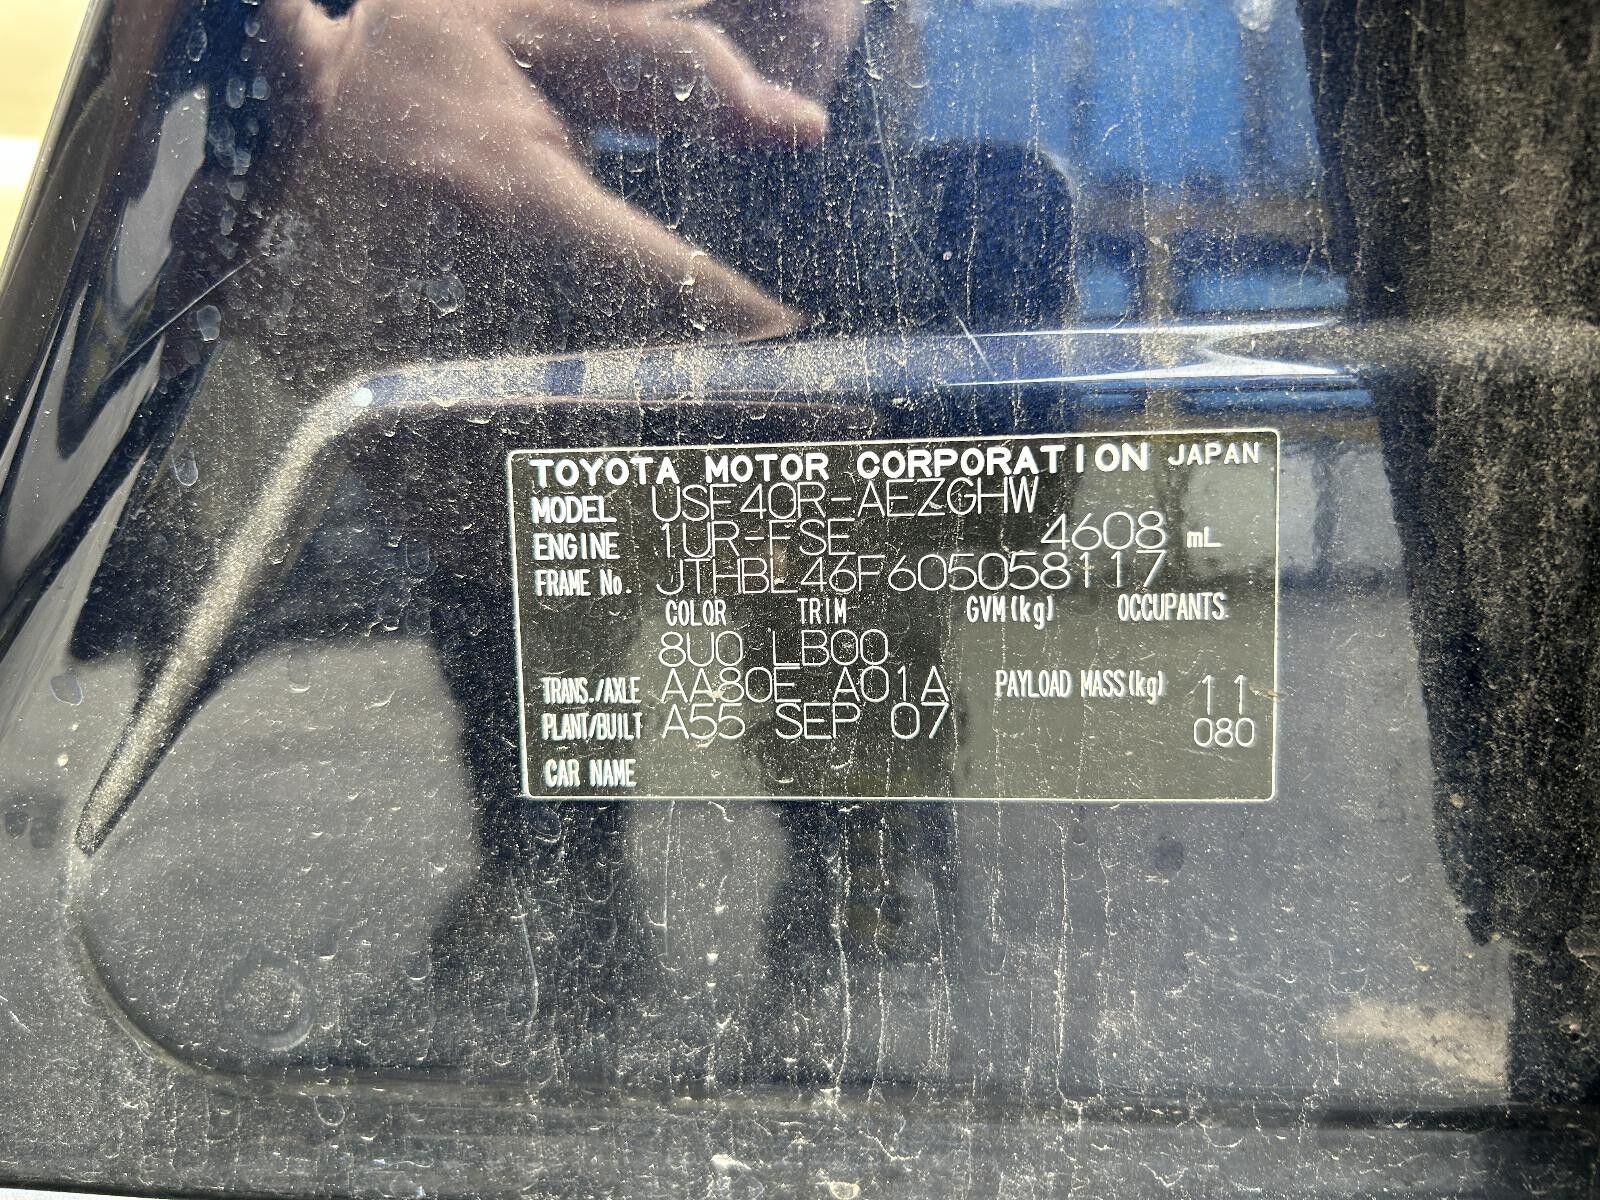 TOYOTA MOTOR CORPORATION JAPAN
MODEL USF40R-AEZGHW
ENGINE 1UR-FSE 4608 mL
FRAME No. JTHBL46F605058117
COLOR TRIM GVM(kg) OCCUPANTS
8U0 LB00
TRANS./AXLE AA80E A01A PAYLOAD MASS(kg) 11
PLANT/BUILT A55 SEP 07 080
CAR NAME